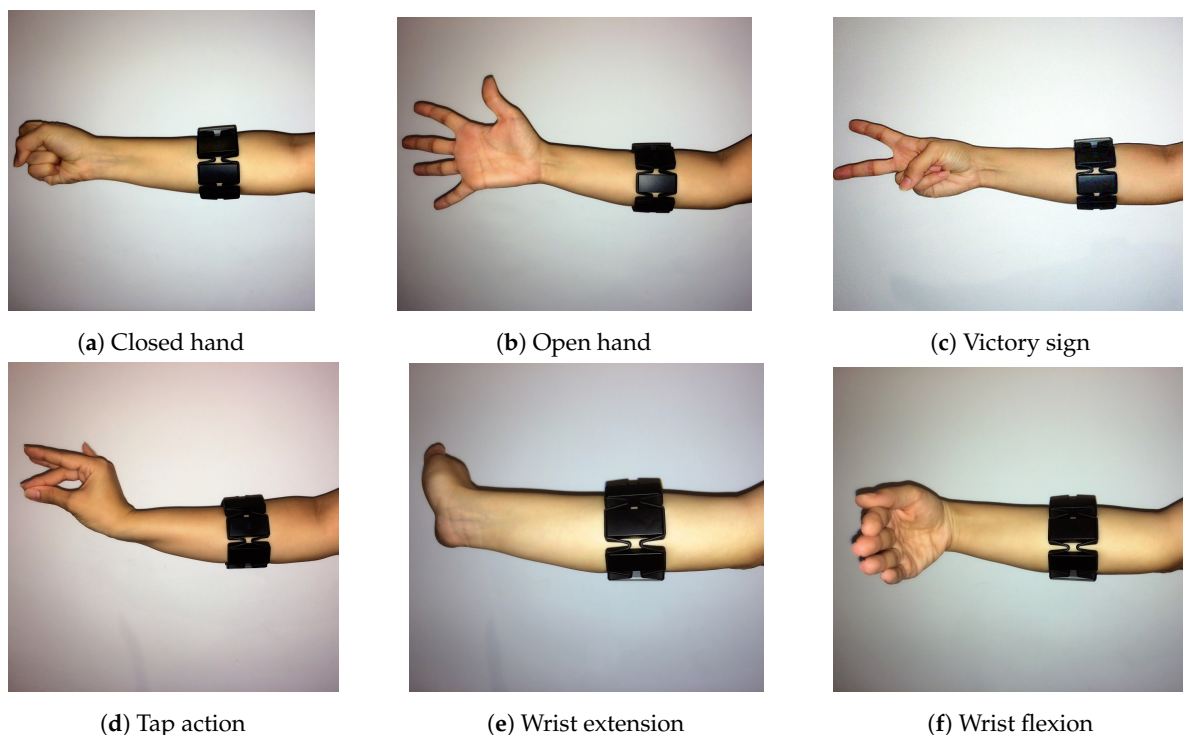 (a) Closed hand
(b) Open hand
(c) Victory sign
(d) Tap action
(e) Wrist extension
(f) Wrist flexion